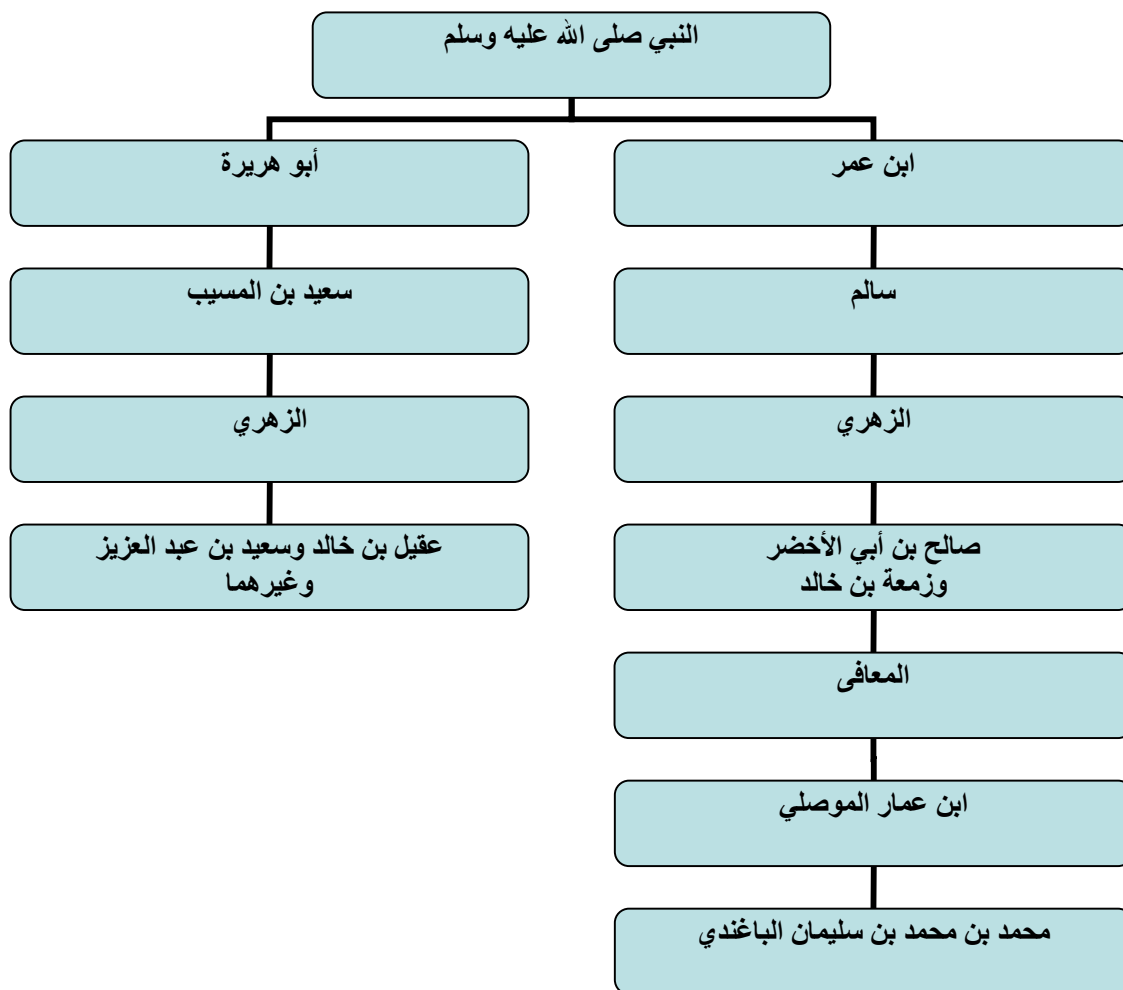 النبي صلى الله عليه وسلم
ابن عمر
أبو هريرة
سالم
سعيد بن المسيب
الزهري
الزهري
صالح بن أبي الأخضر
وزمعة بن خالد
عقيل بن خالد وسعيد بن عبد العزيز
وغيرهما
المعافى
ابن عمار الموصلي
محمد بن محمد بن سليمان الباغندي